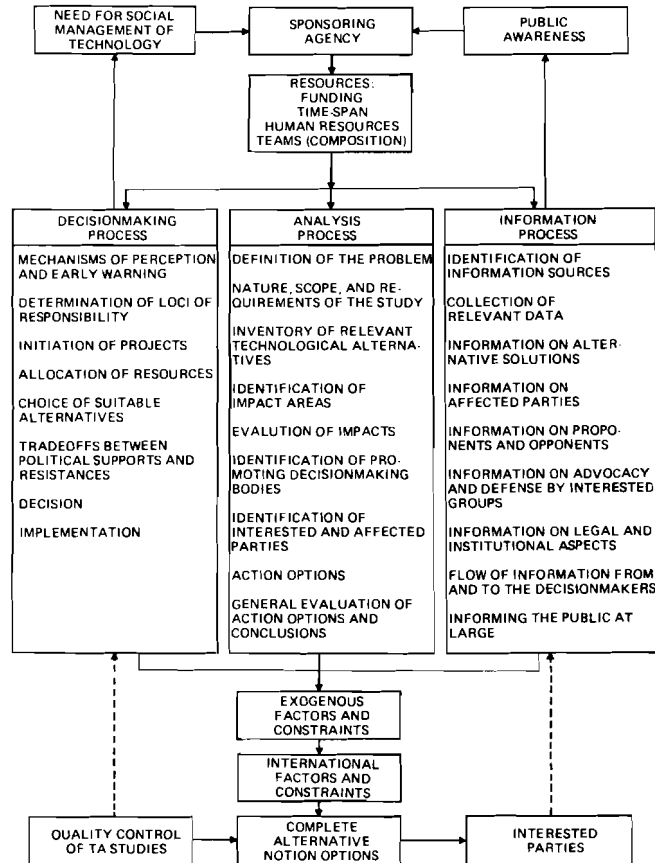 NEED FOR SOCIAL
MANAGEMENT OF
TECHNOLOGY
SPONSORING
AGENCY
PUBLIC
AWARENESS
RESOURCES:
FUNDING
TIME-SPAN
HUMAN RESOURCES
TEAMS (COMPOSITION)
DECISIONMAKING
PROCESS
MECHANISMS OF PERCEPTION
AND EARLY WARNING
DETERMINATION OF LOCI OF
RESPONSIBILITY
INITIATION OF PROJECTS
ALLOCATION OF RESOURCES
CHOICE OF SUITABLE
ALTERNATIVES
TRADEOFFS BETWEEN
POLITICAL SUPPORTS AND
RESISTANCES
DECISION
IMPLEMENTATION
ANALYSIS
PROCESS
DEFINITION OF THE PROBLEM
NATURE, SCOPE, AND RE-
QUIREMENTS OF THE STUDY
INVENTORY OF RELEVANT
TECHNOLOGICAL ALTERNA-
TIVES
IDENTIFICATION OF
IMPACT AREAS
EVALUTION OF IMPACTS
IDENTIFICATION OF PRO-
MOTING DECISIONMAKING
BODIES
IDENTIFICATION OF
INTERESTED AND AFFECTED
PARTIES
ACTION OPTIONS
GENERAL EVALUATION OF
ACTION OPTIONS AND
CONCLUSIONS
INFORMATION
PROCESS
IDENTIFICATION OF
INFORMATION SOURCES
COLLECTION OF
RELEVANT DATA
INFORMATION ON ALTER-
NATIVE SOLUTIONS
INFORMATION ON
AFFECTED PARTIES
INFORMATION ON PROPO-
NENTS AND OPPONENTS
INFORMATION ON ADVOCACY
AND DEFENSE BY INTERESTED
GROUPS
INFORMATION ON LEGAL AND
INSTITUTIONAL ASPECTS
FLOW OF INFORMATION FROM
AND TO THE DECISIONMAKERS
INFORMING THE PUBLIC AT
LARGE
EXOGENOUS
FACTORS AND
CONSTRAINTS
INTERNATIONAL
FACTORS AND
CONSTRAINTS
QUALITY CONTROL
OF TA STUDIES
COMPLETE
ALTERNATIVE
NOTION OPTIONS
INTERESTED
PARTIES